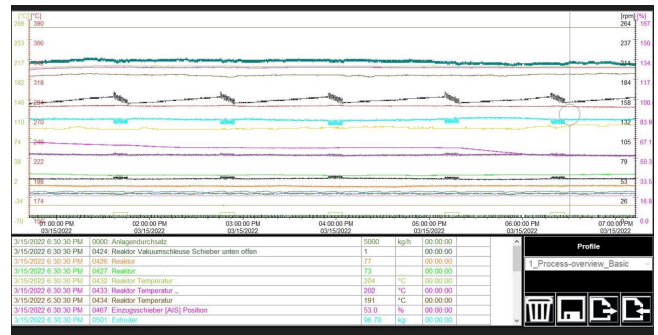 [°C] [°C] [rpm] [%]
289 390 264 167
253 366 237 150
217 342 211 134
182 318 184 117
146 294 158 100
110 270 132 83.9
74 246 105 67.1
38 222 79 50.3
2 198 53 33.5
-34 174 26 16.8
-70 0.0
01:00:00 PM 02:00:00 PM 03:00:00 PM 04:00:00 PM 05:00:00 PM 06:00:00 PM 07:00:00 PM
03/15/2022 03/15/2022 03/15/2022 03/15/2022 03/15/2022 03/15/2022 03/15/2022
3/15/2022 6:30:30 PM 0000: Anlagendurchsatz 5000 kg/h 00:00:00
3/15/2022 6:30:30 PM 0424: Reaktor Vakuumschleuse Schieber unten offen 1 00:00:00
3/15/2022 6:30:30 PM 0426: Reaktor 77 00:00:00
3/15/2022 6:30:30 PM 0427: Reaktor 73 00:00:00
3/15/2022 6:30:30 PM 0432: Reaktor Temperatur 204 °C 00:00:00
3/15/2022 6:30:30 PM 0433: Reaktor Temperatur .. 202 °C 00:00:00
3/15/2022 6:30:30 PM 0434: Reaktor Temperatur 191 °C 00:00:00
3/15/2022 6:30:30 PM 0467: Einzugsschieber [AIS] Position 53.0 % 00:00:00
3/15/2022 6:30:30 PM 0501: Extruder 96.70 kg/ 00:00:00
Profile
1_Process-overview_Basic